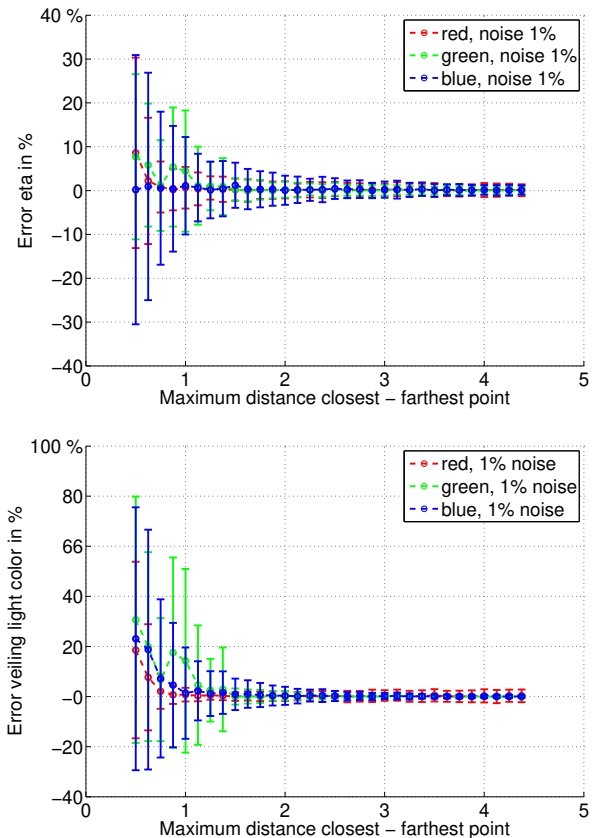 40 %
30
20
10
0
−10
−20
−30
−40
Error eta in %
red, noise 1%
green, noise 1%
blue, noise 1%
0 1 2 3 4 5
Maximum distance closest − farthest point
100 %
80
66
40
20
−0
−20
−40
Error veiling light color in %
red, 1% noise
green, 1% noise
blue, 1% noise
0 1 2 3 4 5
Maximum distance closest − farthest point